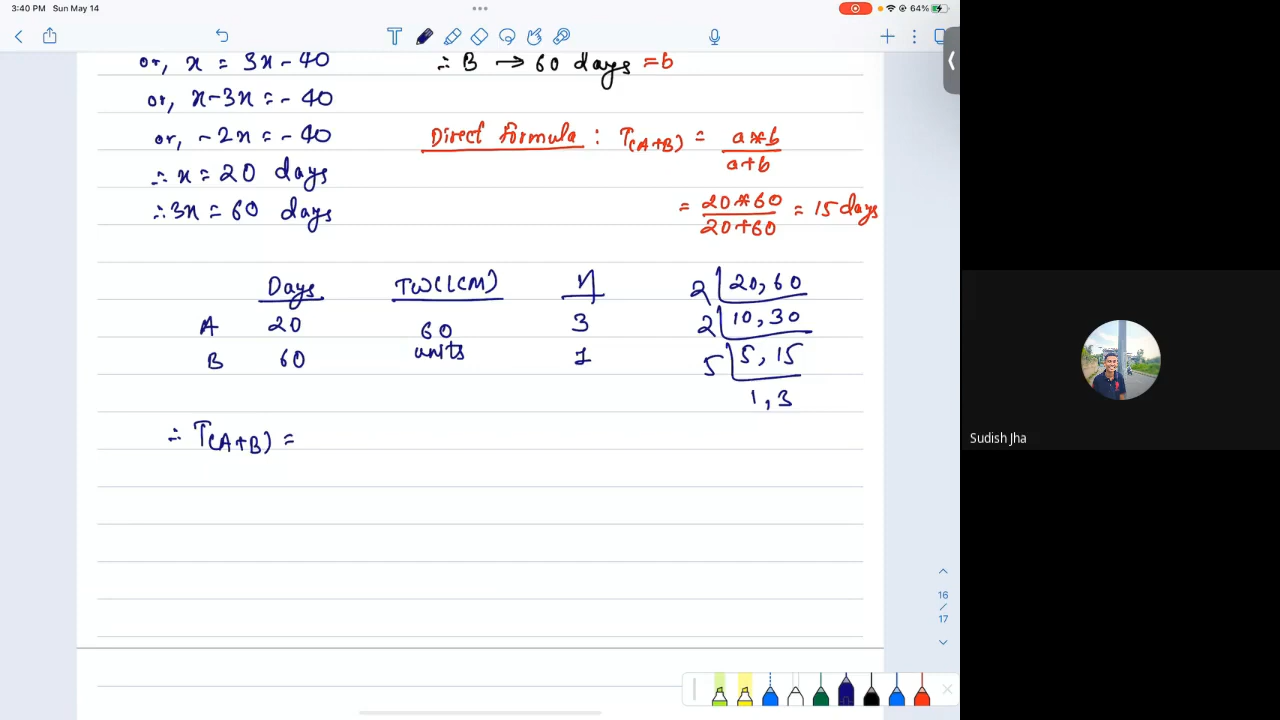 3:40 PM Sun May 14
64%
or, x = 3x - 40
or, x - 3x = - 40
or, - 2x = - 40
∴ x = 20 days
∴ 3x = 60 days
∴ B → 60 days = b
Direct formula : T(A+B) = a*b / a+b
= 20*60 / 20+60 = 15 days
Days TW(LCM) η
A 20 60 units 3
B 60 1
2 | 20, 60
2 | 10, 30
5 | 5, 15
1, 3
∴ T(A+B) =
16
/
17
Sudish Jha